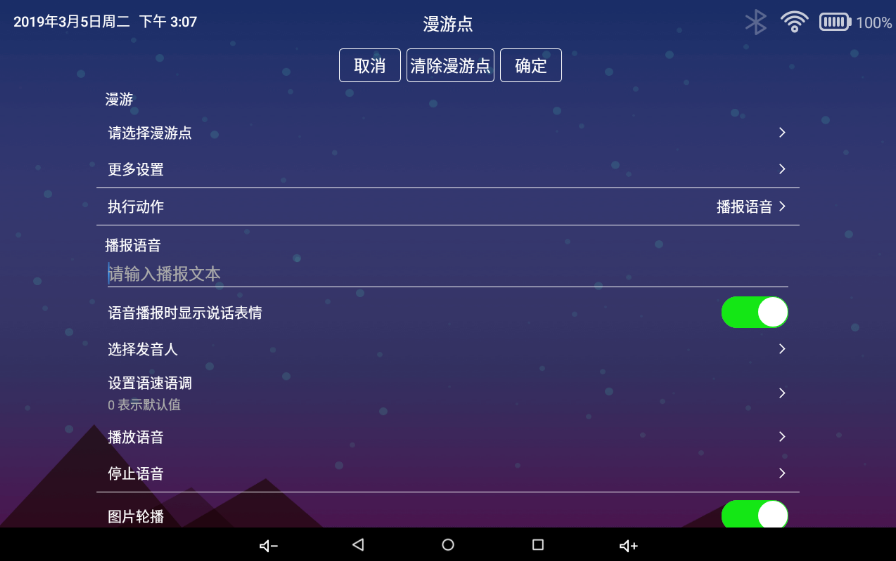 2019年3月5日周二 下午 3:07
漫游点
100%
取消 清除漫游点 确定
漫游
请选择漫游点
更多设置
执行动作 播报语音
播报语音
请输入播报文本
语音播报时显示说话表情
选择发音人
设置语速语调
0 表示默认值
播放语音
停止语音
图片轮播